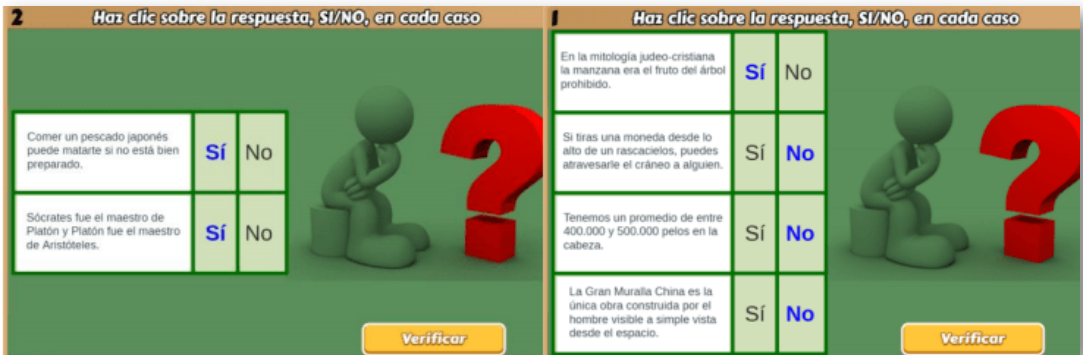 2 Haz clic sobre la respuesta, SI/NO, en cada caso
Comer un pescado japonés
puede matarte si no está bien
preparado.
Sí No
Sócrates fue el maestro de
Platón y Platón fue el maestro
de Aristóteles.
Sí No
Verificar
1 Haz clic sobre la respuesta, SI/NO, en cada caso
En la mitología judeo-cristiana
la manzana era el fruto del árbol
prohibido.
Sí No
Si tiras una moneda desde lo
alto de un rascacielos, puedes
atravesarle el cráneo a alguien.
Sí No
Tenemos un promedio de entre
400.000 y 500.000 pelos en la
cabeza.
Sí No
La Gran Muralla China es la
única obra construida por el
hombre visible a simple vista
desde el espacio.
Sí No
Verificar